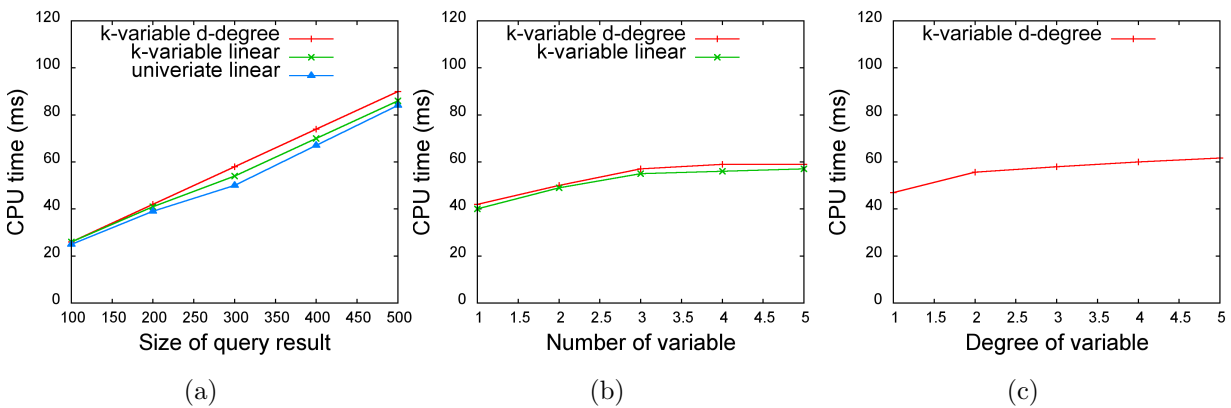 120
100
80
60
40
20
0
CPU time (ms)
k-variable d-degree
k-variable linear
univeriate linear
100 150 200 250 300 350 400 450 500
Size of query result
(a)
120
100
80
60
40
20
0
CPU time (ms)
k-variable d-degree
k-variable linear
1 1.5 2 2.5 3 3.5 4 4.5 5
Number of variable
(b)
120
100
80
60
40
20
0
CPU time (ms)
k-variable d-degree
1 1.5 2 2.5 3 3.5 4 4.5 5
Degree of variable
(c)